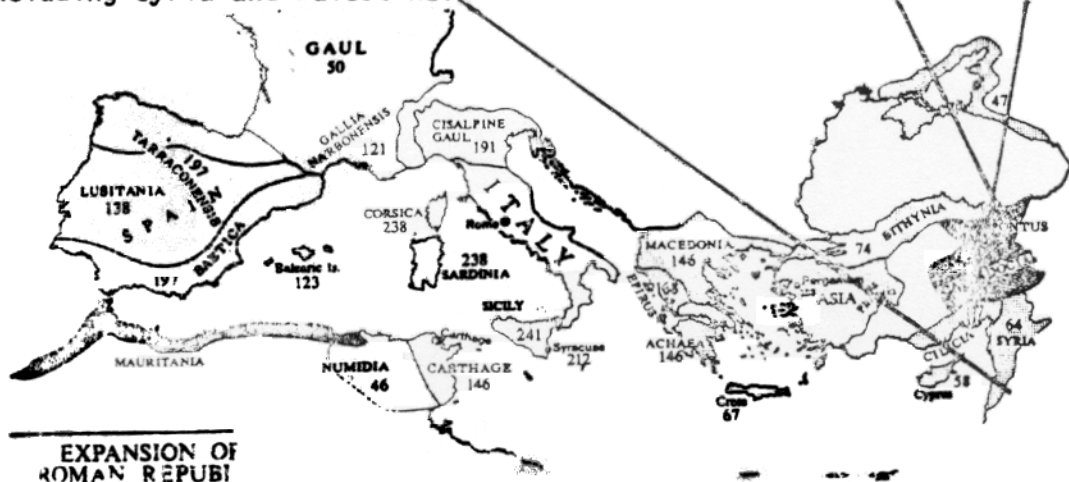 GAUL
50
GALLIA
NARBONENSIS
121
CISALPINE
GAUL
191
TARRACONENSIS
197
LUSITANIA
138
SPAIN
BAETICA
197
Balearic Is.
123
CORSICA
238
238
SARDINIA
ITALY
Rome
SICILY
241
Syracuse
212
MACEDONIA
146
EPIRUS
168
ACHAEA
146
ASIA
BITHYNIA
74
47
64
SYRIA
CILICIA
Cyprus
58
67
MAURITANIA
NUMIDIA
46
Carthage
CARTHAGE
146
EXPANSION OF
ROMAN REPUBI